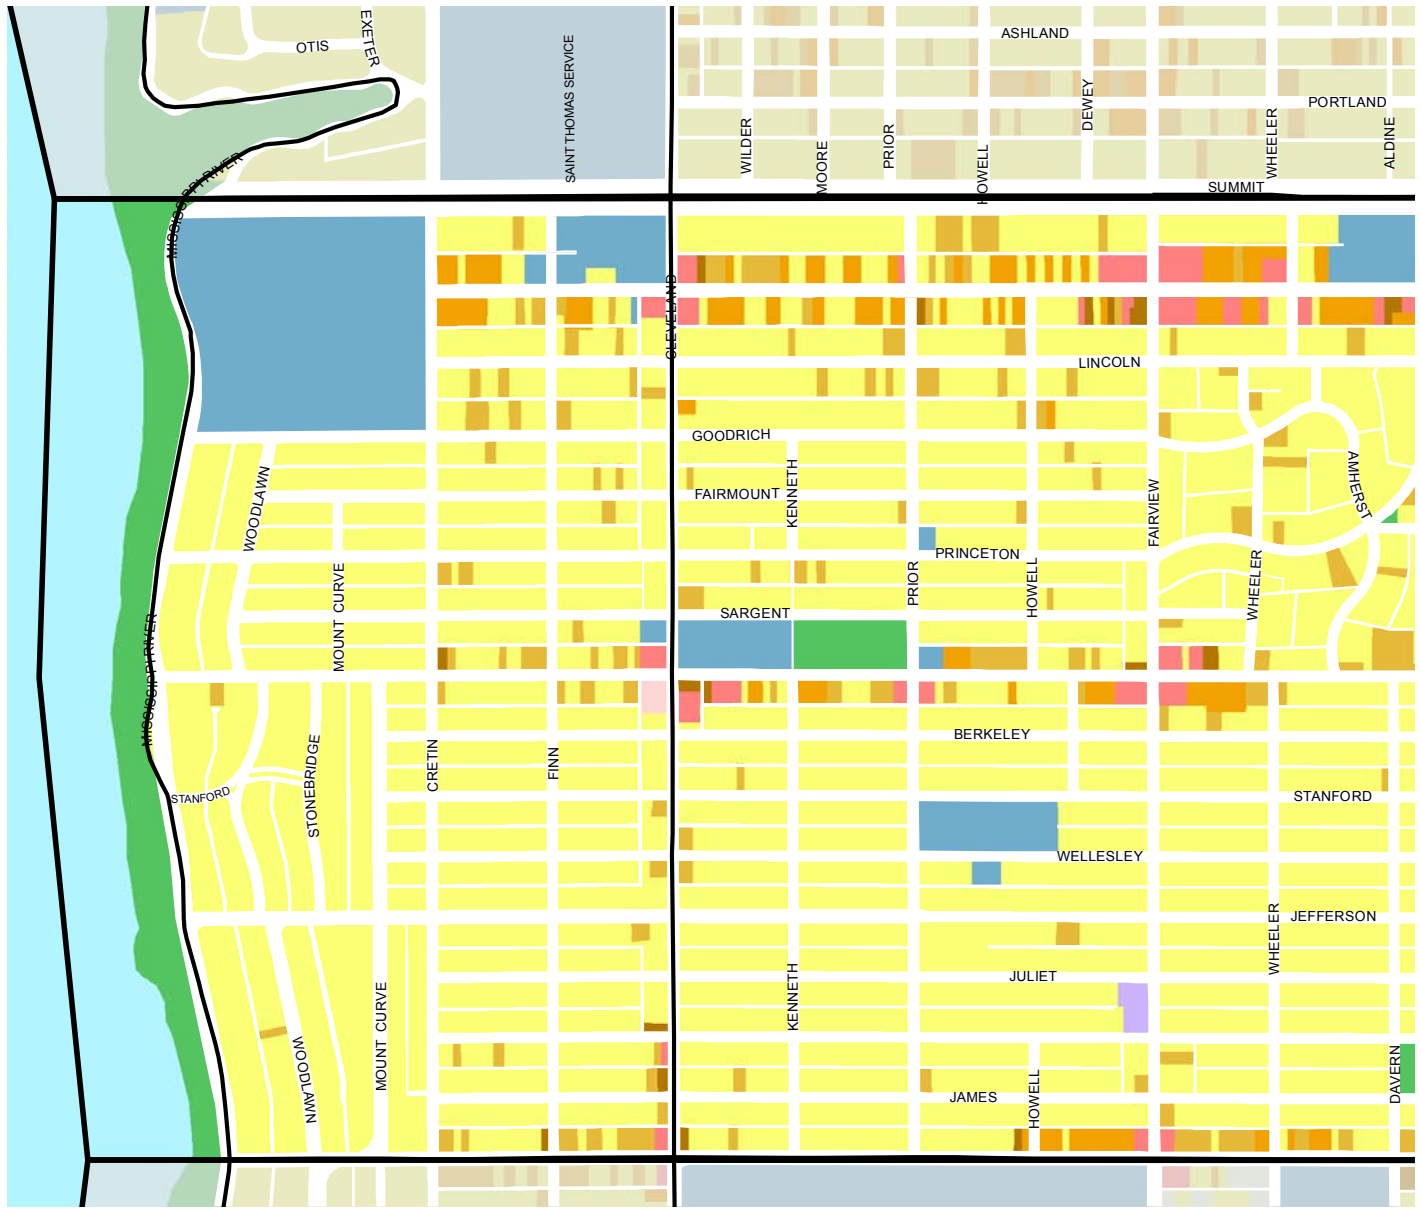 EXETER
OTIS
SAINT THOMAS SERVICE
ASHLAND
DEWEY
PORTLAND
WILDER
MOORE
PRIOR
HOWELL
WHEELER
ALDINE
MISSISSIPPI RIVER
SUMMIT
CLEVELAND
LINCOLN
GOODRICH
KENNETH
FAIRMOUNT
WOODLAWN
FAIRVIEW
AMHERST
PRINCETON
MOUNT CURVE
PRIOR
HOWELL
WHEELER
SARGENT
MISSISSIPPI RIVER
BERKELEY
CRETIN
FINN
STONEBRIDGE
STANFORD
STANFORD
WELLESLEY
JEFFERSON
WHEELER
KENNETH
JULIET
MOUNT CURVE
WOODLAWN
JAMES
HOWELL
DAVERN